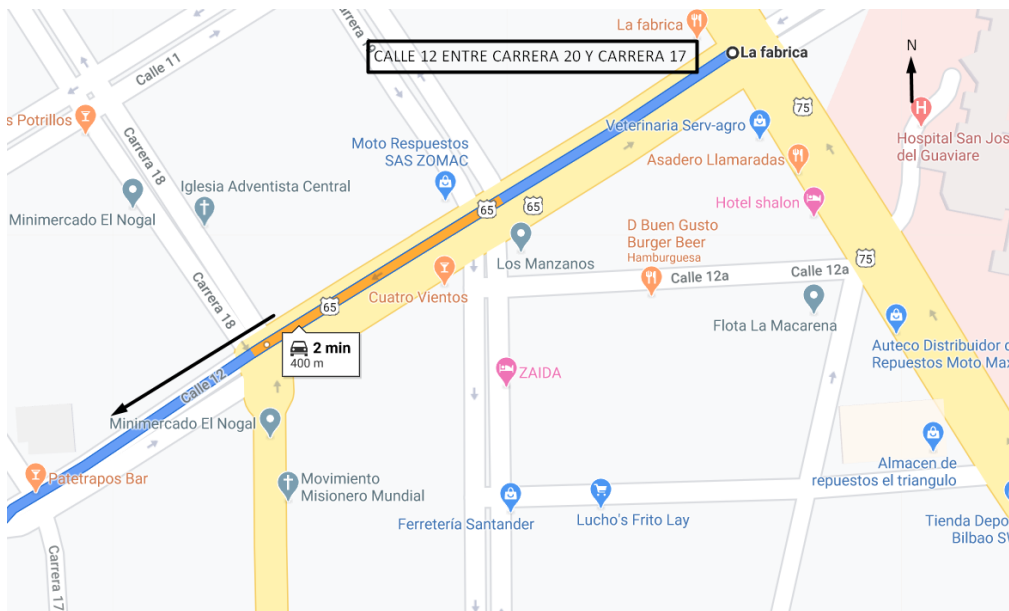 La fabrica
CALLE 12 ENTRE CARRERA 20 Y CARRERA 17
La fabrica
N
Calle 11
75
H
s Potrillos
Carrera 18
Moto Respuestos
SAS ZOMAC
Veterinaria Serv-agro
Hospital San Jos
del Guaviare
Asadero Llamaradas
Iglesia Adventista Central
Minimercado El Nogal
Hotel shalon
65
65
D Buen Gusto
Burger Beer
Hamburguesa
Los Manzanos
75
Calle 12a
Calle 12a
Cuatro Vientos
Carrera 18
65
Flota La Macarena
2 min
400 m
Auteco Distribuidor d
Repuestos Moto Max
ZAIDA
Calle 12
Minimercado El Nogal
Patetrapos Bar
Movimiento
Misionero Mundial
Almacen de
repuestos el triangulo
Ferretería Santander
Lucho's Frito Lay
Tienda Depo
Bilbao SW
Carrera 17